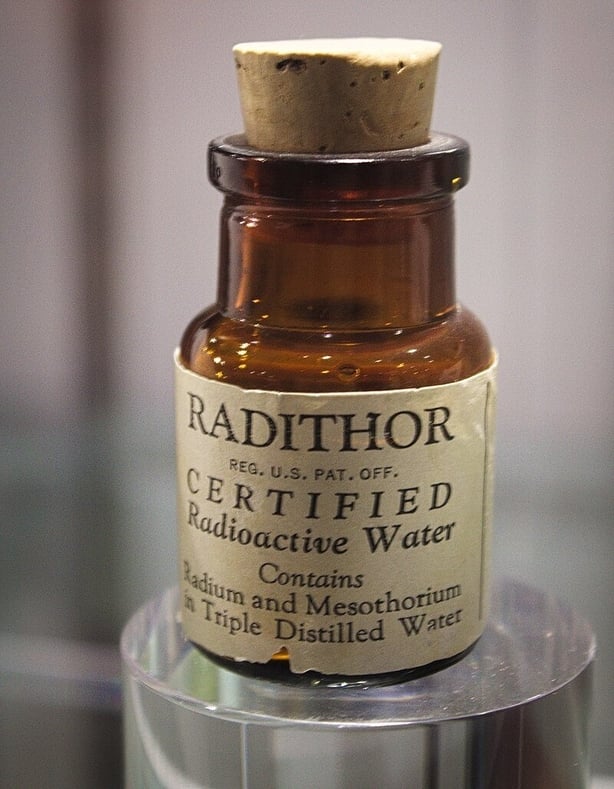 RADITHOR
REG. U.S. PAT. OFF.
CERTIFIED
Radioactive Water
Contains
Radium and Mesothorium
in Triple Distilled Water